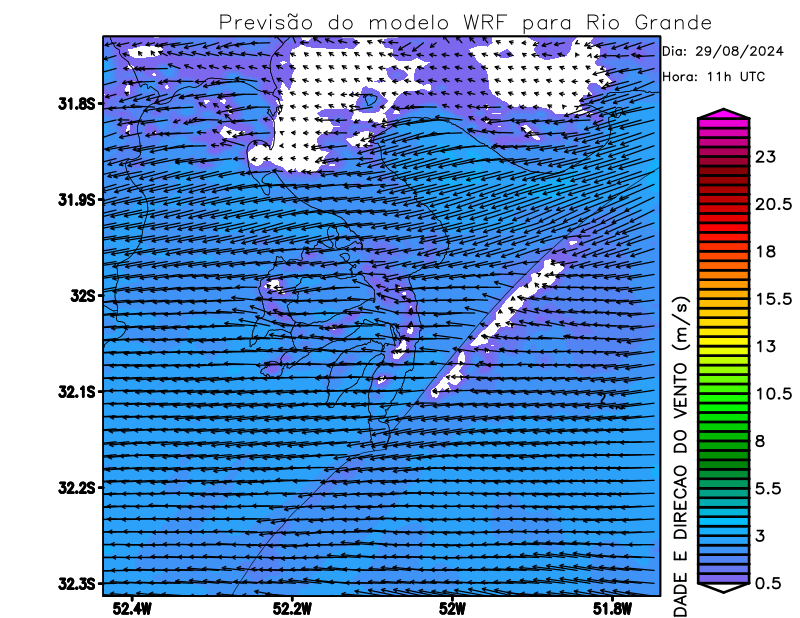 Previsão do modelo WRF para Rio Grande
Dia: 29/08/2024
Hora: 11h UTC
31.8S
31.9S
32S
32.1S
32.2S
32.3S
52.4W
52.2W
52W
51.8W
23
20.5
18
15.5
13
10.5
8
5.5
3
0.5
DADE E DIRECAO DO VENTO (m/s)